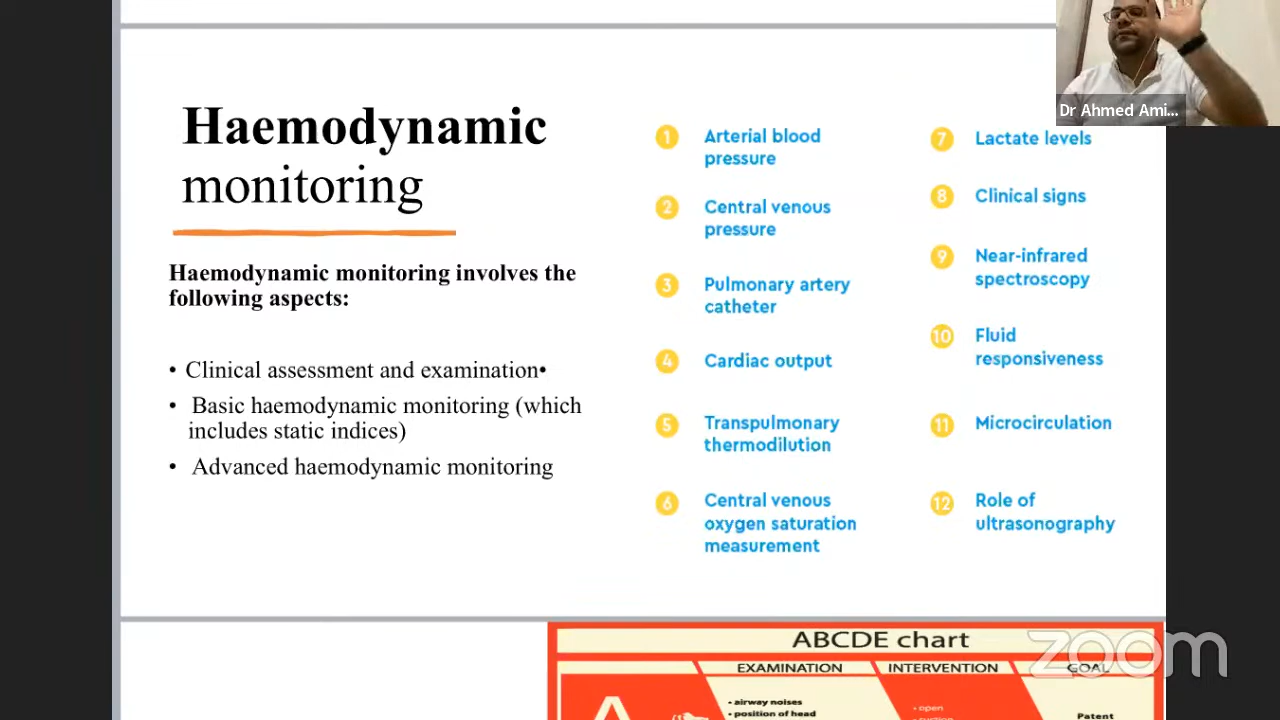 Haemodynamic
monitoring
Haemodynamic monitoring involves the
following aspects:
• Clinical assessment and examination•
• Basic haemodynamic monitoring (which
includes static indices)
• Advanced haemodynamic monitoring
1 Arterial blood
pressure
2 Central venous
pressure
3 Pulmonary artery
catheter
4 Cardiac output
5 Transpulmonary
thermodilution
6 Central venous
oxygen saturation
measurement
7 Lactate levels
8 Clinical signs
9 Near-infrared
spectroscopy
10 Fluid
responsiveness
11 Microcirculation
12 Role of
ultrasonography
Dr Ahmed Ami...
ABCDE chart
zoom
EXAMINATION
INTERVENTION
GOAL
A
• airway noises
• position of head
• open
Patent